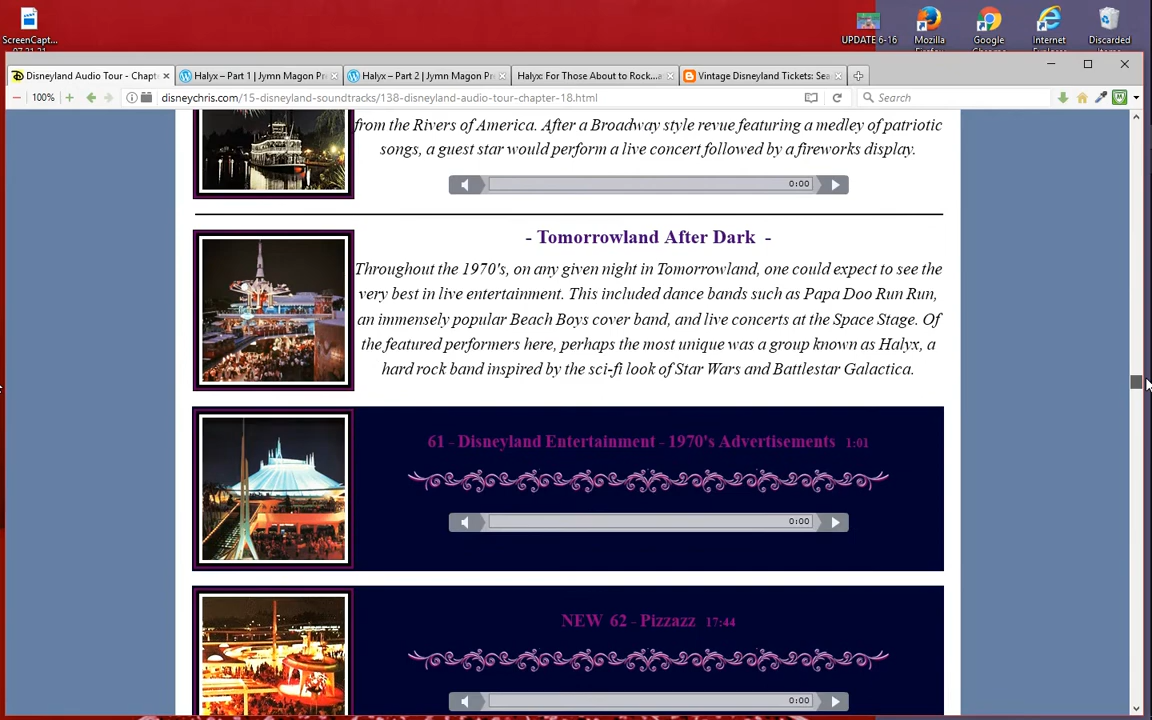 ScreenCapt...
UPDATE 6-16
Mozilla
Google
Internet
Discarded
Disneyland Audio Tour - Chapt
Halyx – Part 1 | Jymn Magon Pr
Halyx – Part 2 | Jymn Magon Pr
Halyx: For Those About to Rock...
Vintage Disneyland Tickets: Sea
100%
disneychris.com/15-disneyland-soundtracks/138-disneyland-audio-tour-chapter-18.html
Search
from the Rivers of America. After a Broadway style revue featuring a medley of patriotic
songs, a guest star would perform a live concert followed by a fireworks display.
0:00
- Tomorrowland After Dark -
Throughout the 1970's, on any given night in Tomorrowland, one could expect to see the
very best in live entertainment. This included dance bands such as Papa Doo Run Run,
an immensely popular Beach Boys cover band, and live concerts at the Space Stage. Of
the featured performers here, perhaps the most unique was a group known as Halyx, a
hard rock band inspired by the sci-fi look of Star Wars and Battlestar Galactica.
61 - Disneyland Entertainment - 1970's Advertisements 1:01
0:00
NEW 62 - Pizzazz 17:44
0:00